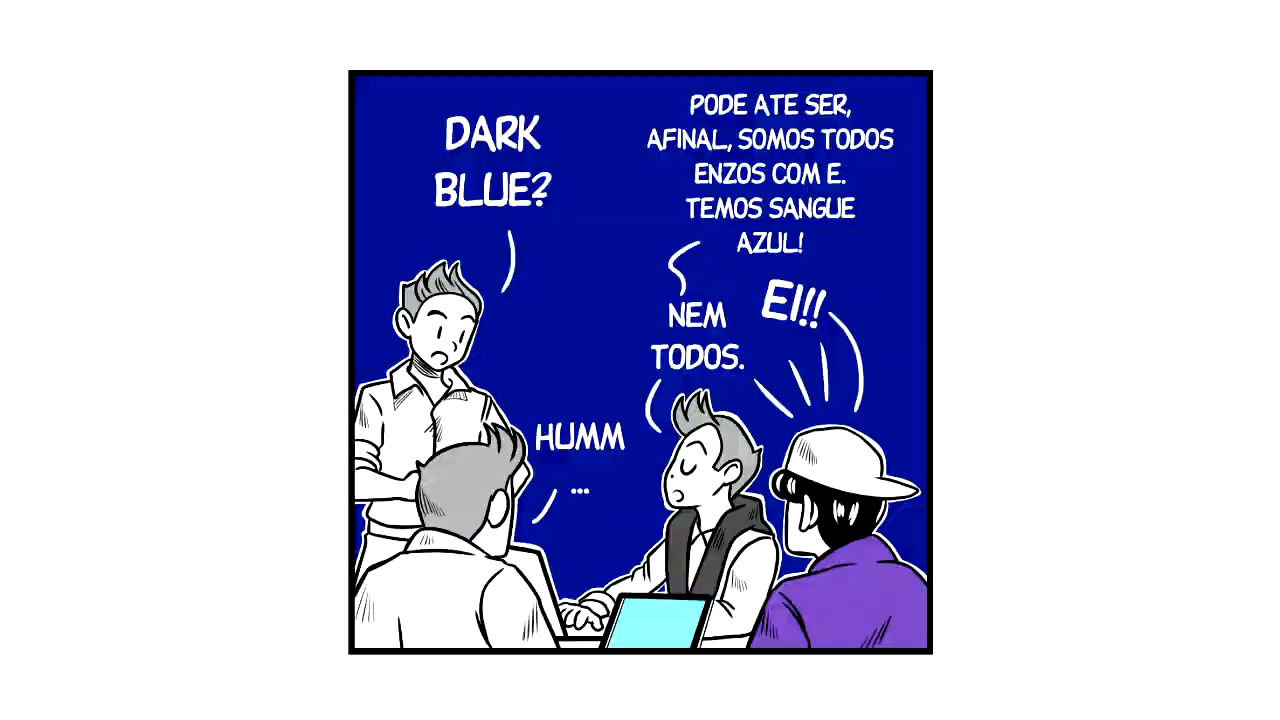 DARK
BLUE?
PODE ATE SER,
AFINAL, SOMOS TODOS
ENZOS COM E.
TEMOS SANGUE
AZUL!
NEM
TODOS.
EI!!
HUMM
...